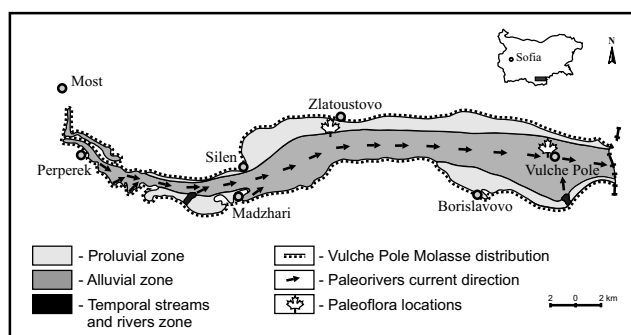 N
Sofia
Most
Zlatoustovo
Perperek
Silen
Vulche Pole
Madzhari
Borislavovo
- Proluvial zone
- Alluvial zone
- Temporal streams
and rivers zone
- Vulche Pole Molasse distribution
- Paleorivers current direction
- Paleoflora locations
2 0 2 km